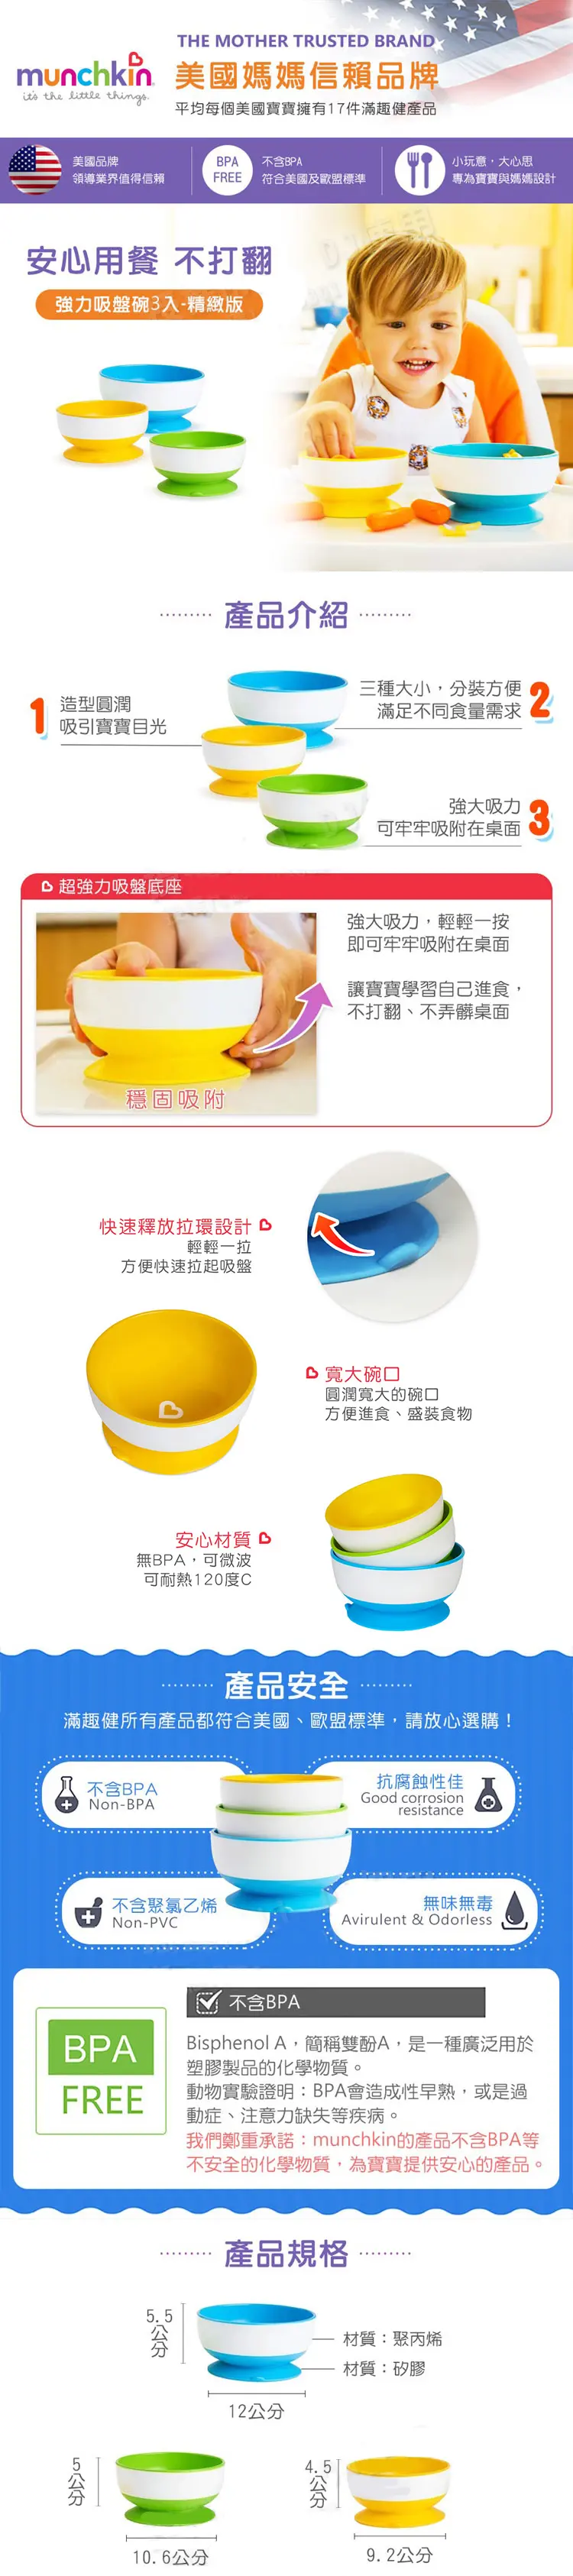 THE MOTHER TRUSTED BRAND
munchkin
it's the little things.
美國媽媽信賴品牌
平均每個美國寶寶擁有17件滿趣健產品
美國品牌
領導業界值得信賴
BPA
FREE
不含BPA
符合美國及歐盟標準
小玩意，大心思
專為寶寶與媽媽設計
安心用餐 不打翻
強力吸盤碗3入-精緻版
產品介紹
1
造型圓潤
吸引寶寶目光
三種大小，分裝方便
滿足不同食量需求
2
強大吸力
可牢牢吸附在桌面
3
超強力吸盤底座
強大吸力，輕輕一按
即可牢牢吸附在桌面
讓寶寶學習自己進食，
不打翻、不弄髒桌面
穩固吸附
快速釋放拉環設計
輕輕一拉
方便快速拉起吸盤
寬大碗口
圓潤寬大的碗口
方便進食、盛裝食物
安心材質
無BPA，可微波
可耐熱120度C
產品安全
滿趣健所有產品都符合美國、歐盟標準，請放心選購！
不含BPA
Non-BPA
抗腐蝕性佳
Good corrosion
resistance
不含聚氯乙烯
Non-PVC
無味無毒
Avirulent & Odorless
不含BPA
BPA
FREE
Bisphenol A，簡稱雙酚A，是一種廣泛用於
塑膠製品的化學物質。
動物實驗證明：BPA會造成性早熟，或是過
動症、注意力缺失等疾病。
我們鄭重承諾：munchkin的產品不含BPA等
不安全的化學物質，為寶寶提供安心的產品。
產品規格
5.5公分
材質：聚丙烯
材質：矽膠
12公分
5公分
10.6公分
4.5公分
9.2公分